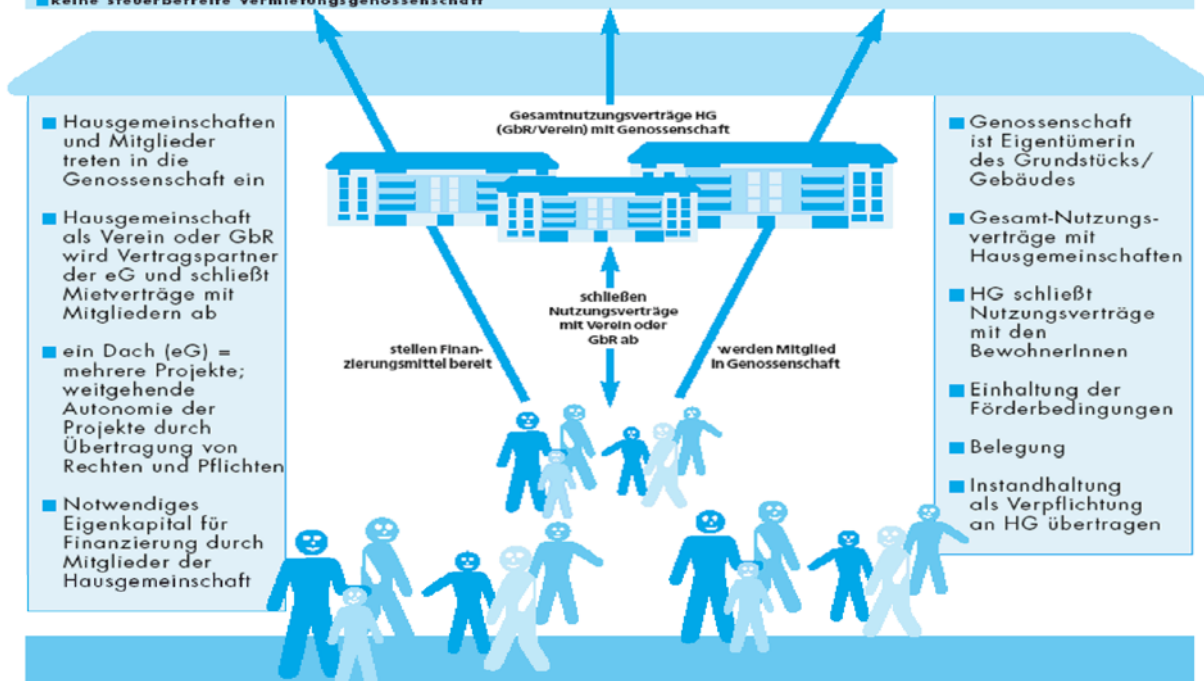 ■ keine steuerbefreite Vermietungsgenossenschaft
■ Hausgemeinschaften
und Mitglieder
treten in die
Genossenschaft ein
■ Hausgemeinschaft
als Verein oder GbR
wird Vertragspartner
der eG und schließt
Mietverträge mit
Mitgliedern ab
■ ein Dach (eG) =
mehrere Projekte;
weitgehende
Autonomie der
Projekte durch
Übertragung von
Rechten und Pflichten
■ Notwendiges
Eigenkapital für
Finanzierung durch
Mitglieder der
Hausgemeinschaft
Gesamtnutzungsverträge HG
(GbR/Verein) mit Genossenschaft
schließen
Nutzungsverträge
mit Verein oder
GbR ab
stellen Finan-
zierungsmittel bereit
werden Mitglied
in Genossenschaft
■ Genossenschaft
ist Eigentümerin
des Grundstücks/
Gebäudes
■ Gesamt-Nutzungs-
verträge mit
Hausgemeinschaften
■ HG schließt
Nutzungsverträge
mit den
BewohnerInnen
■ Einhaltung der
Förderbedingungen
■ Belegung
■ Instandhaltung
als Verpflichtung
an HG übertragen